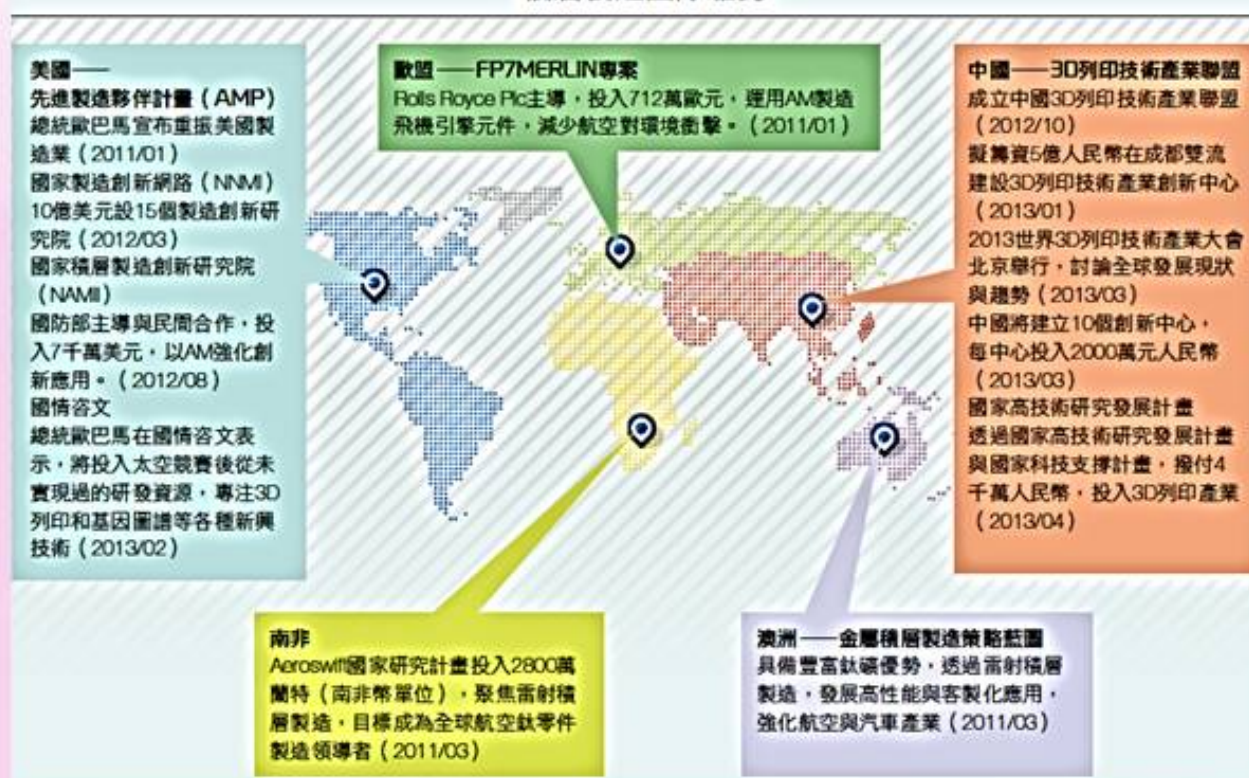 美國——
先進製造夥伴計畫（AMP）
總統歐巴馬宣布重振美國製
造業（2011/01）
國家製造創新網路（NNMI）
10億美元設15個製造創新研
究院（2012/03）
國家積層製造創新研究院
（NAMII）
國防部主導與民間合作，投
入7千萬美元，以AM強化創
新應用。（2012/08）
國情咨文
總統歐巴馬在國情咨文表
示，將投入太空競賽後從未
實現過的研發資源，專注3D
列印和基因圖譜等各種新興
技術（2013/02）
歐盟——FP7MERLIN專案
Rolls Royce Plc主導，投入712萬歐元，運用AM製造
飛機引擎元件，減少航空對環境衝擊。（2011/01）
中國——3D列印技術產業聯盟
成立中國3D列印技術產業聯盟
（2012/10）
擬籌資5億人民幣在成都雙流
建設3D列印技術產業創新中心
（2013/01）
2013世界3D列印技術產業大會
北京舉行，討論全球發展現狀
與趨勢（2013/03）
中國將建立10個創新中心，
每中心投入2000萬元人民幣
（2013/03）
國家高技術研究發展計畫
透過國家高技術研究發展計畫
與國家科技支撐計畫，撥付4
千萬人民幣，投入3D列印產業
（2013/04）
南非
Aeroswift國家研究計畫投入2800萬
蘭特（南非幣單位），聚焦雷射積
層製造，目標成為全球航空鈦零件
製造領導者（2011/03）
澳洲——金屬積層製造策略藍圖
具備豐富鈦礦優勢，透過雷射積層
製造，發展高性能與客製化應用，
強化航空與汽車產業（2011/03）